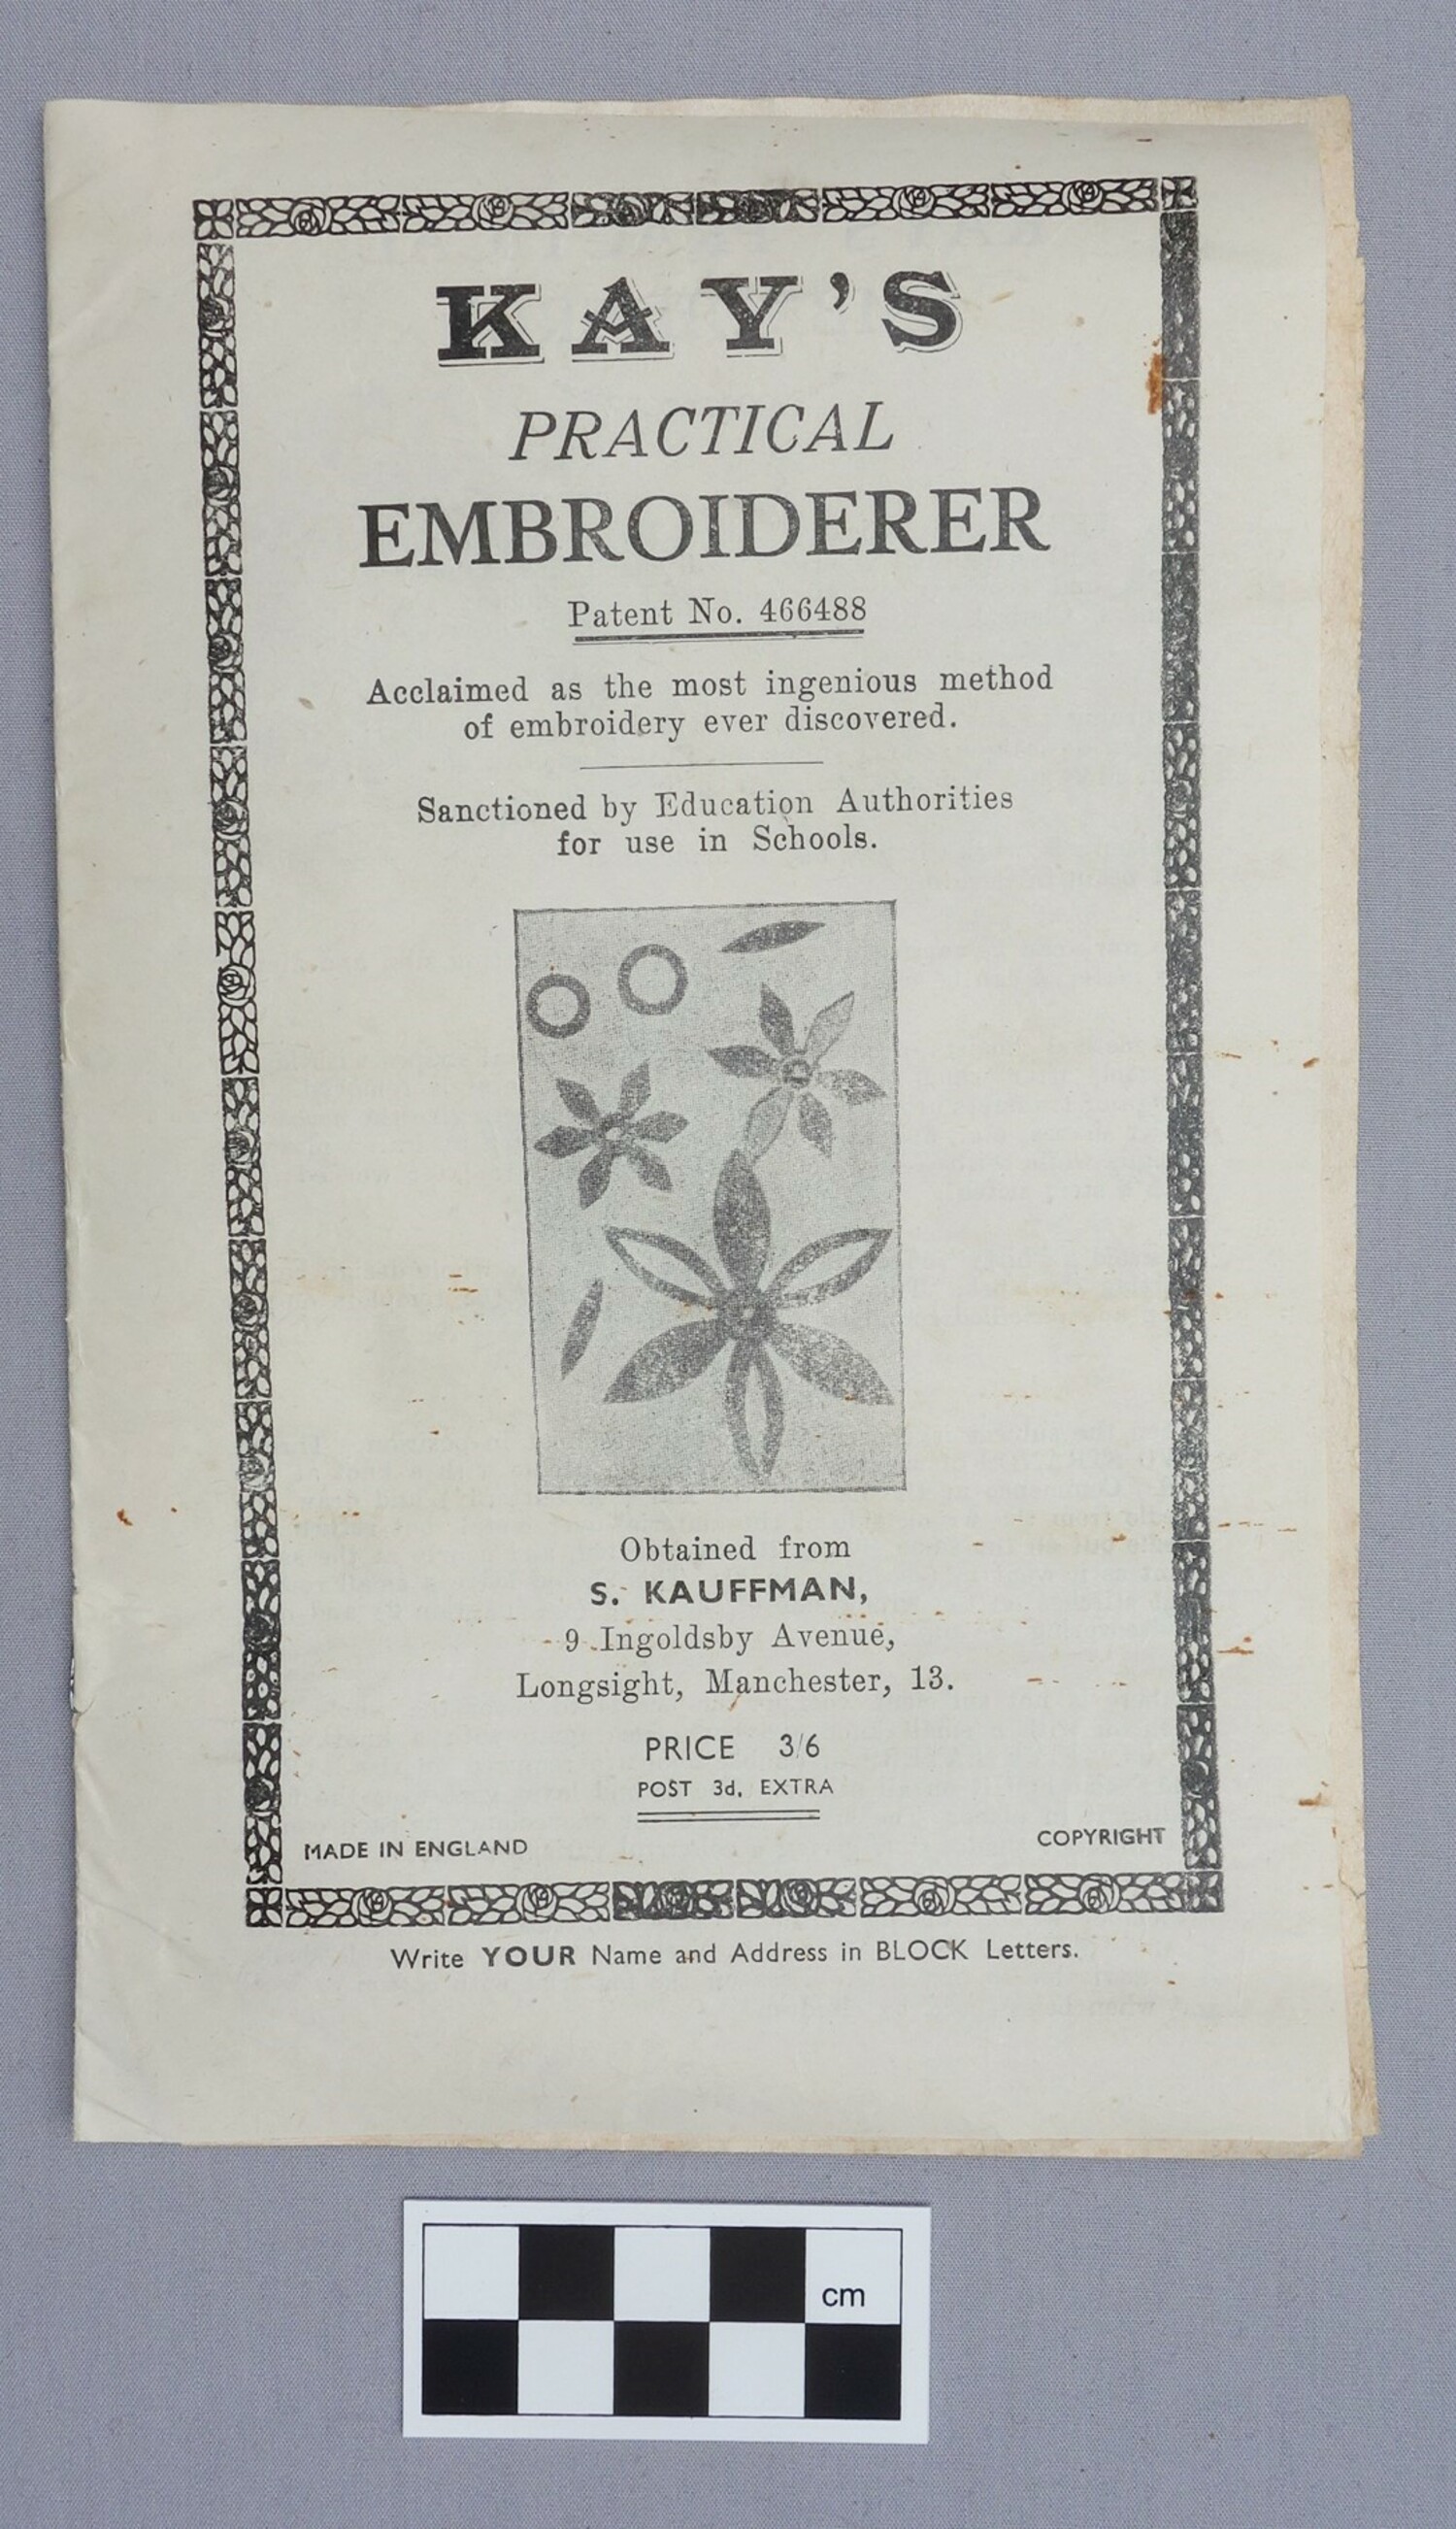 KAY'S
PRACTICAL
EMBROIDERER
Patent No. 466488
Acclaimed as the most ingenious method
of embroidery ever discovered.
Sanctioned by Education Authorities
for use in Schools.
Obtained from
S. KAUFFMAN,
9 Ingoldsby Avenue,
Longsight, Manchester, 13.
PRICE 3/6
POST 3d. EXTRA
MADE IN ENGLAND
COPYRIGHT
Write YOUR Name and Address in BLOCK Letters.
cm